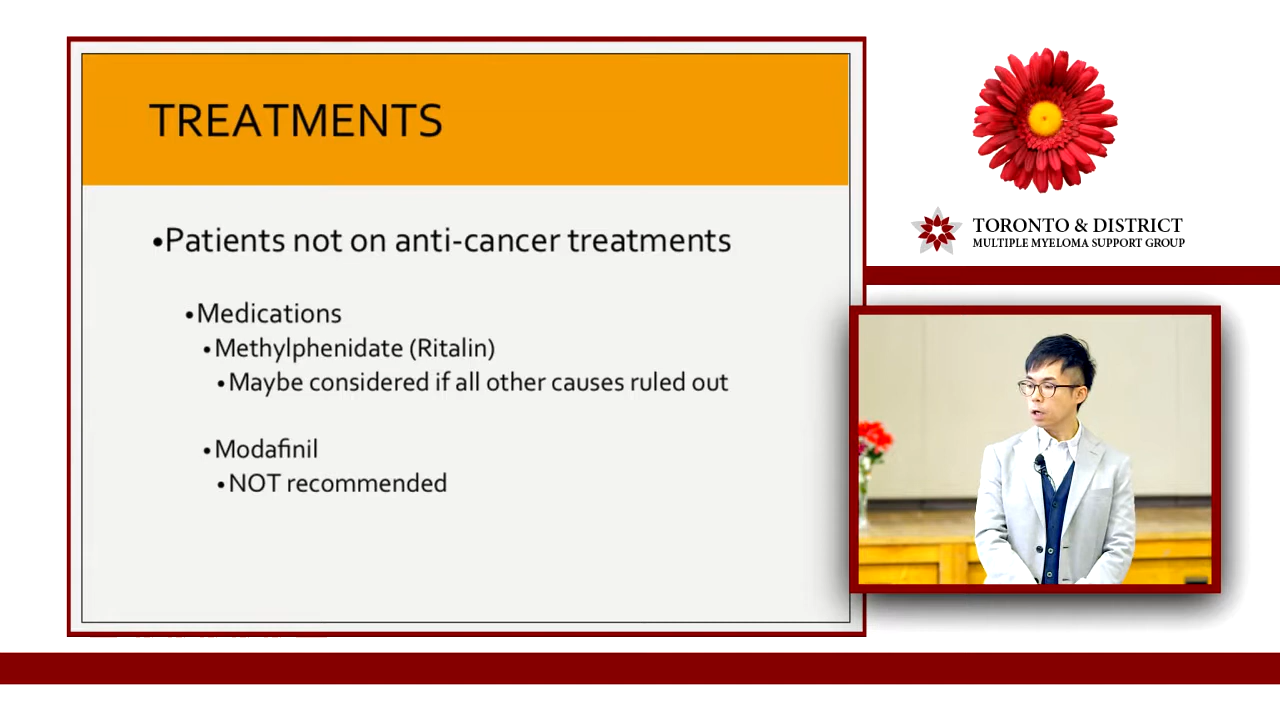 TREATMENTS
•Patients not on anti-cancer treatments
•Medications
•Methylphenidate (Ritalin)
•Maybe considered if all other causes ruled out
•Modafinil
•NOT recommended
TORONTO & DISTRICT
MULTIPLE MYELOMA SUPPORT GROUP